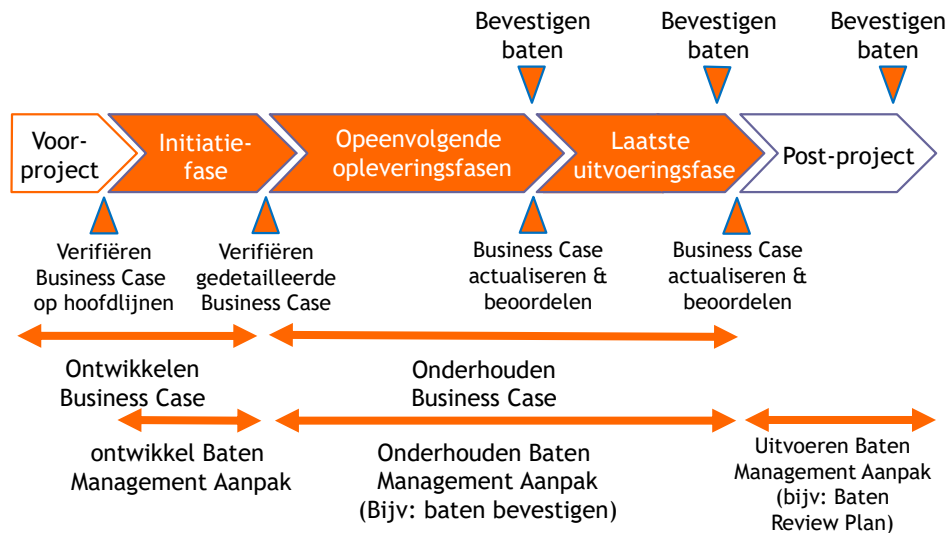 Bevestigen
baten
Bevestigen
baten
Bevestigen
baten
Voor-
project
Initiatie-
fase
Opeenvolgende
opleveringsfasen
Laatste
uitvoeringsfase
Post-project
Verifiëren
Business Case
op hoofdlijnen
Verifiëren
gedetailleerde
Business Case
Business Case
actualiseren &
beoordelen
Business Case
actualiseren &
beoordelen
Ontwikkelen
Business Case
Onderhouden
Business Case
ontwikkel Baten
Management Aanpak
Onderhouden Baten
Management Aanpak
(Bijv: baten bevestigen)
Uitvoeren Baten
Management Aanpak
(bijv: Baten
Review Plan)